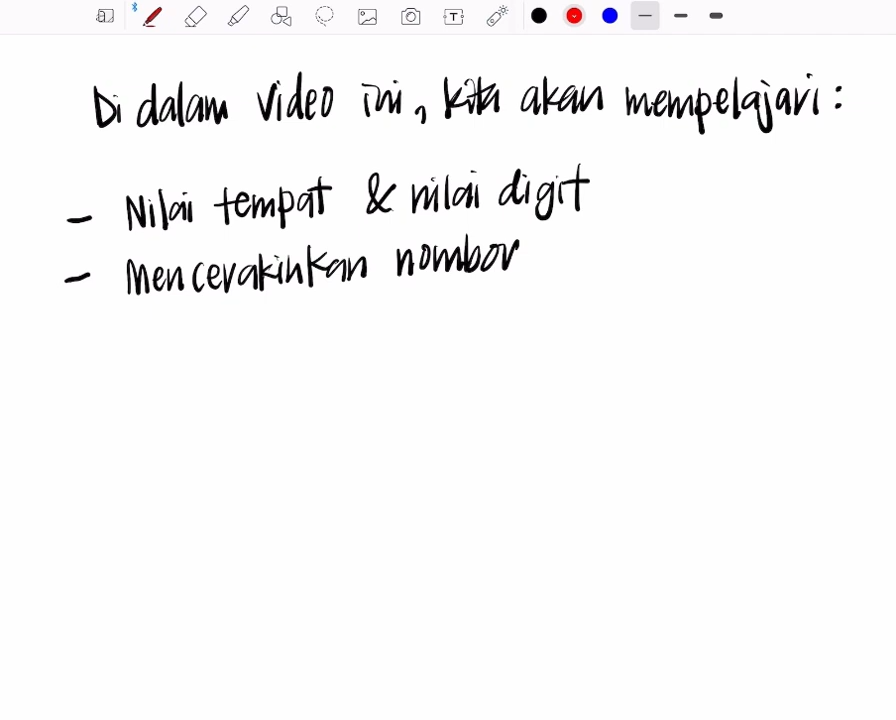 Di dalam video ini, kita akan mempelajari:
- Nilai tempat & nilai digit
- Mencerakinkan nombor